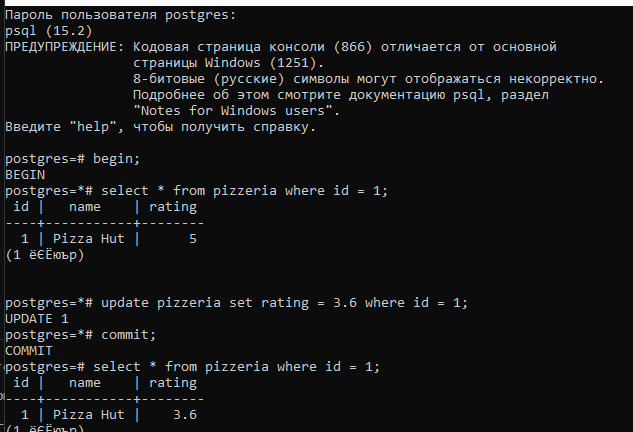 Пароль пользователя postgres:
psql (15.2)
ПРЕДУПРЕЖДЕНИЕ: Кодовая страница консоли (866) отличается от основной
                страницы Windows (1251).
                8-битовые (русские) символы могут отображаться некорректно.
                Подробнее об этом смотрите документацию psql, раздел
                "Notes for Windows users".
Введите "help", чтобы получить справку.

postgres=# begin;
BEGIN
postgres=*# select * from pizzeria where id = 1;
 id |   name    | rating
----+-----------+--------
  1 | Pizza Hut |      5
(1 ёЄЁюър)


postgres=*# update pizzeria set rating = 3.6 where id = 1;
UPDATE 1
postgres=*# commit;
COMMIT
postgres=# select * from pizzeria where id = 1;
 id |   name    | rating
----+-----------+--------
  1 | Pizza Hut |    3.6
(1 ёЄЁюър)